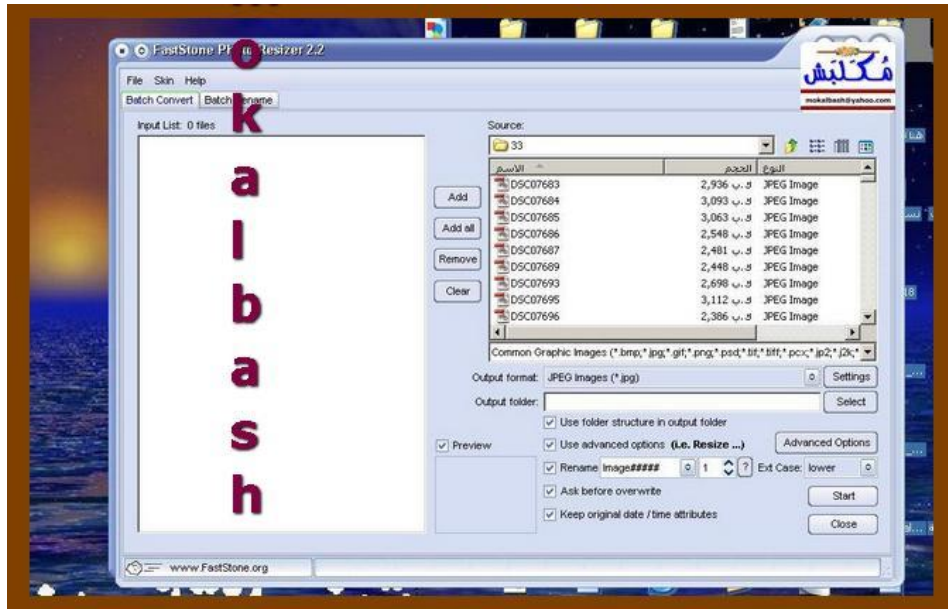 FastStone Photo Resizer 2.2
مُكَلبَش
mokalbash@yahoo.com
File Skin Help
Batch Convert Batch Rename
Input List: 0 files
Source:
33
الاسم الحجم النوع
DSC07683 2,936 ك.ب JPEG Image
DSC07684 3,093 ك.ب JPEG Image
DSC07685 3,063 ك.ب JPEG Image
DSC07686 2,548 ك.ب JPEG Image
DSC07687 2,481 ك.ب JPEG Image
DSC07689 2,448 ك.ب JPEG Image
DSC07693 2,698 ك.ب JPEG Image
DSC07695 3,112 ك.ب JPEG Image
DSC07696 2,386 ك.ب JPEG Image
Add
Add all
Remove
Clear
Common Graphic Images (*.bmp;*.jpg;*.gif;*.png;*.psd;*.tif;*.tiff;*.pcx;*.jp2;*.j2k;*
Output format: JPEG Images (*.jpg) Settings
Output folder: Select
Use folder structure in output folder
Preview Use advanced options (i.e. Resize ...) Advanced Options
Rename Image##### 1 ? Ext Case: lower
Ask before overwrite Start
Keep original date / time attributes
Close
www.FastStone.org
o
k
a
l
b
a
s
h